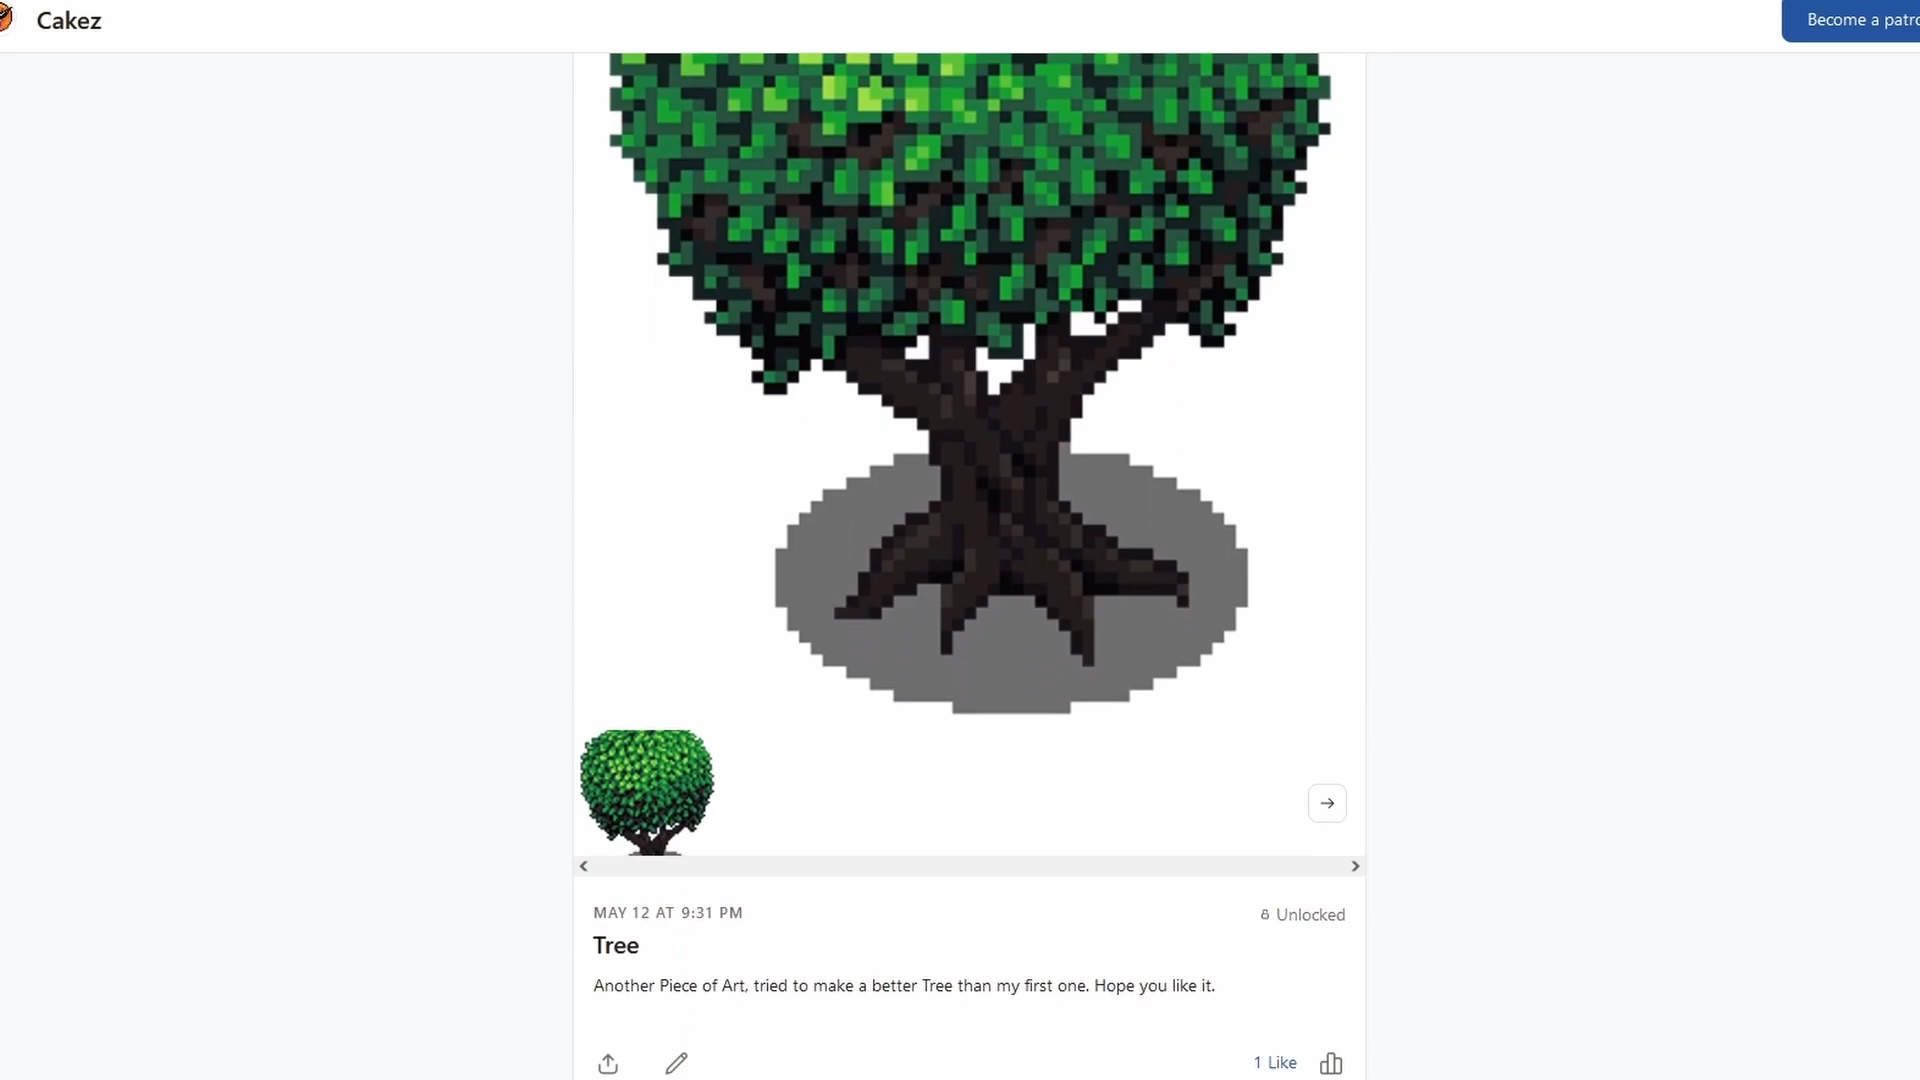 Cakez
Become a patro
MAY 12 AT 9:31 PM
Unlocked
Tree
Another Piece of Art, tried to make a better Tree than my first one. Hope you like it.
1 Like